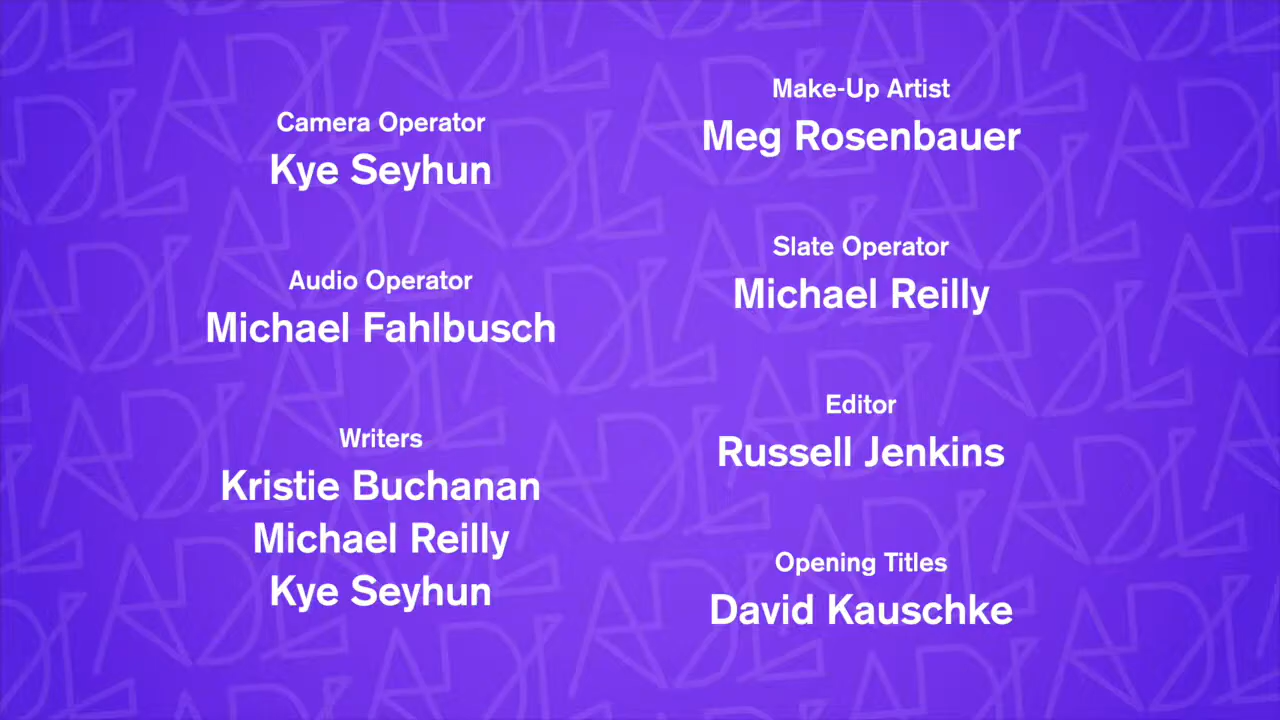 Camera Operator
Kye Seyhun
Audio Operator
Michael Fahlbusch
Writers
Kristie Buchanan
Michael Reilly
Kye Seyhun
Make-Up Artist
Meg Rosenbauer
Slate Operator
Michael Reilly
Editor
Russell Jenkins
Opening Titles
David Kauschke